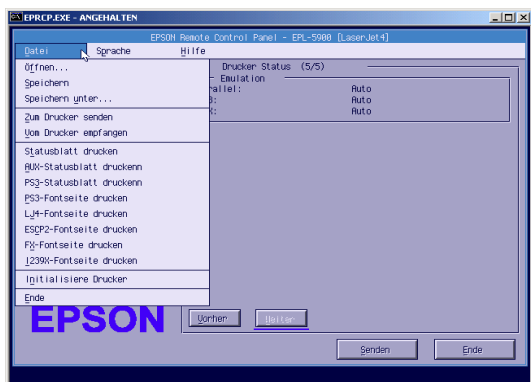 EPRCP.EXE - ANGEHALTEN
EPSON Remote Control Panel - EPL-5900 [LaserJet4]
Datei Sprache Hilfe
Öffnen...
Speichern
Speichern unter...
Zum Drucker senden
Vom Drucker empfangen
Statusblatt drucken
AUX-Statusblatt druckenn
PS3-Statusblatt druckenn
PS3-Fontseite drucken
LJ4-Fontseite drucken
ESCP2-Fontseite drucken
FX-Fontseite drucken
I239X-Fontseite drucken
Initialisiere Drucker
Ende
Drucker Status (5/5)
Emulation
rallel: Auto
B: Auto
X: Auto
EPSON
Vorher Weiter
Senden Ende